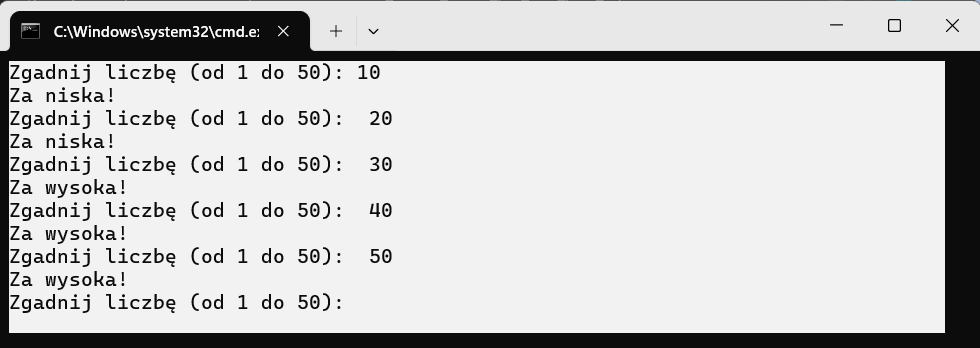 C:\Windows\system32\cmd.e
Zgadnij liczbę (od 1 do 50): 10
Za niska!
Zgadnij liczbę (od 1 do 50):  20
Za niska!
Zgadnij liczbę (od 1 do 50):  30
Za wysoka!
Zgadnij liczbę (od 1 do 50):  40
Za wysoka!
Zgadnij liczbę (od 1 do 50):  50
Za wysoka!
Zgadnij liczbę (od 1 do 50):